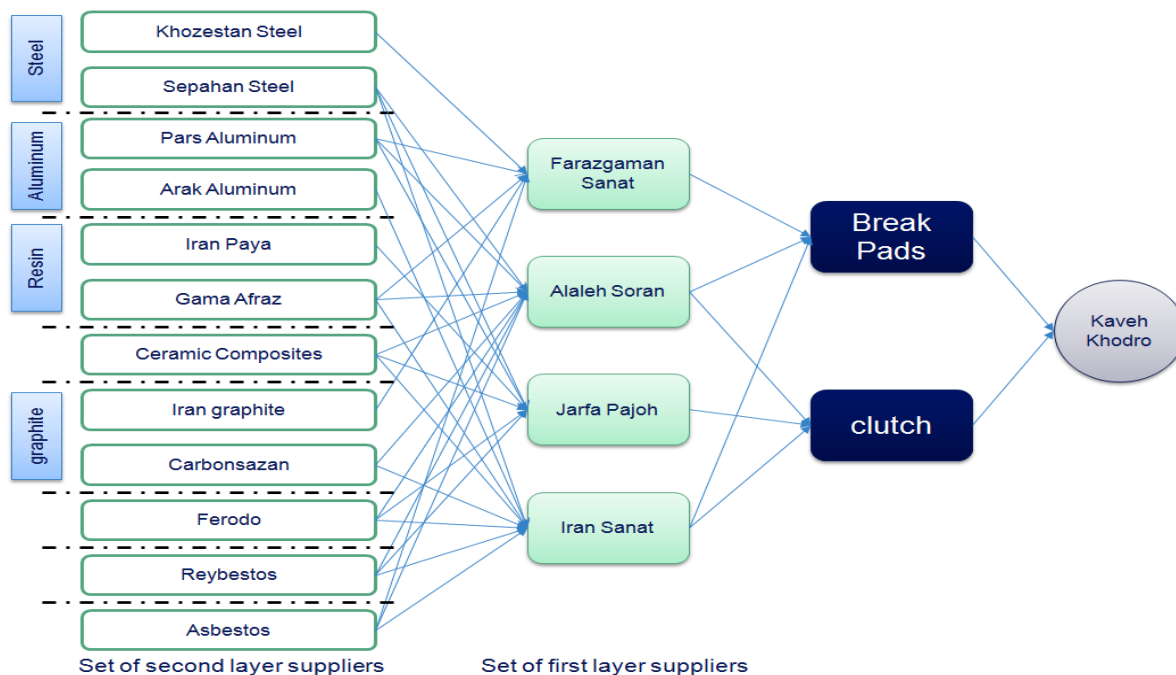 Steel
Khozestan Steel
Sepahan Steel
Aluminum
Pars Aluminum
Arak Aluminum
Resin
Iran Paya
Gama Afraz
Ceramic Composites
graphite
Iran graphite
Carbonsazan
Ferodo
Reybestos
Asbestos
Set of second layer suppliers
Farazgaman
Sanat
Alaleh Soran
Jarfa Pajoh
Iran Sanat
Set of first layer suppliers
Break
Pads
clutch
Kaveh
Khodro